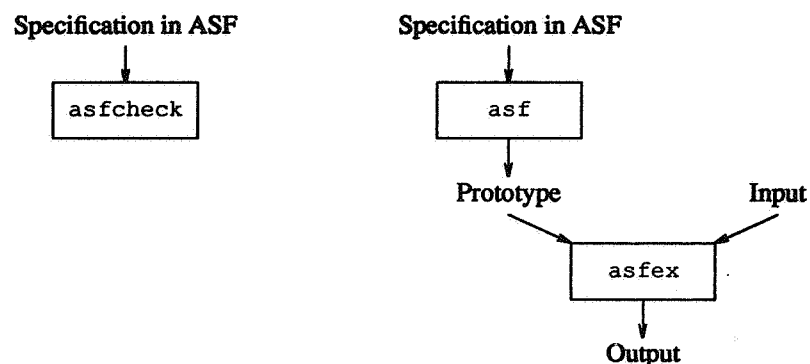 Specification in ASF
Specification in ASF
asfcheck
asf
Prototype
Input
asfex
Output